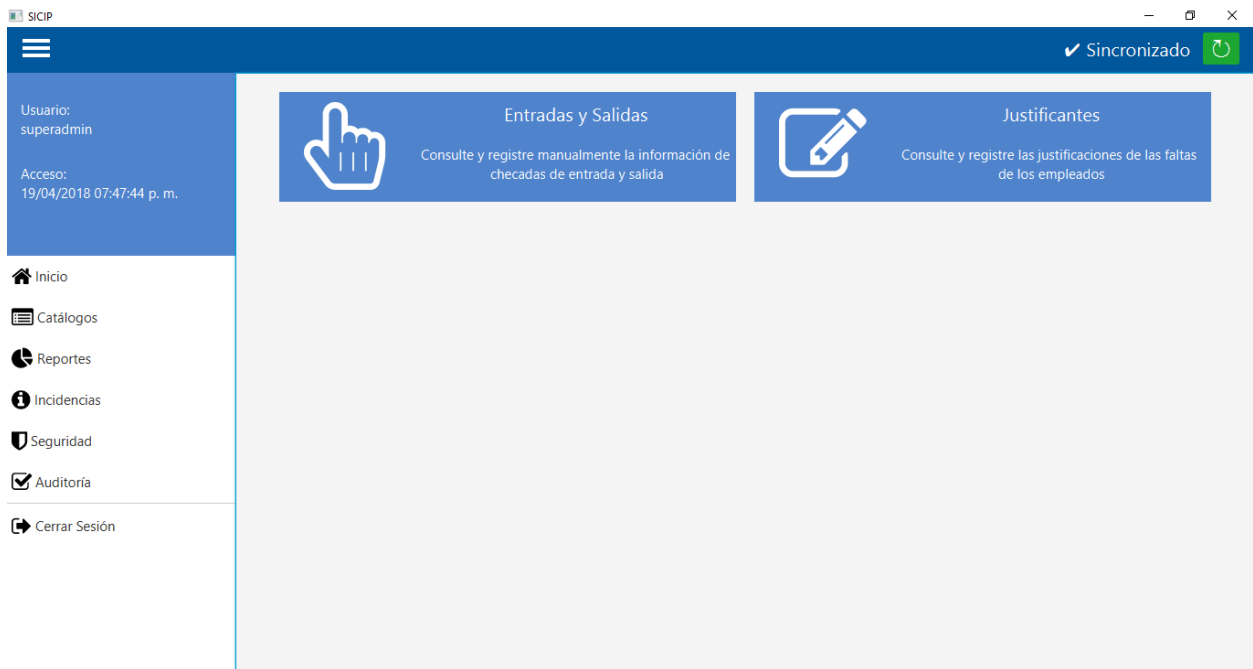 SICIP
✔ Sincronizado
Usuario:
superadmin
Acceso:
19/04/2018 07:47:44 p. m.
Inicio
Catálogos
Reportes
Incidencias
Seguridad
Auditoría
Cerrar Sesión
Entradas y Salidas
Consulte y registre manualmente la información de
checadas de entrada y salida
Justificantes
Consulte y registre las justificaciones de las faltas
de los empleados